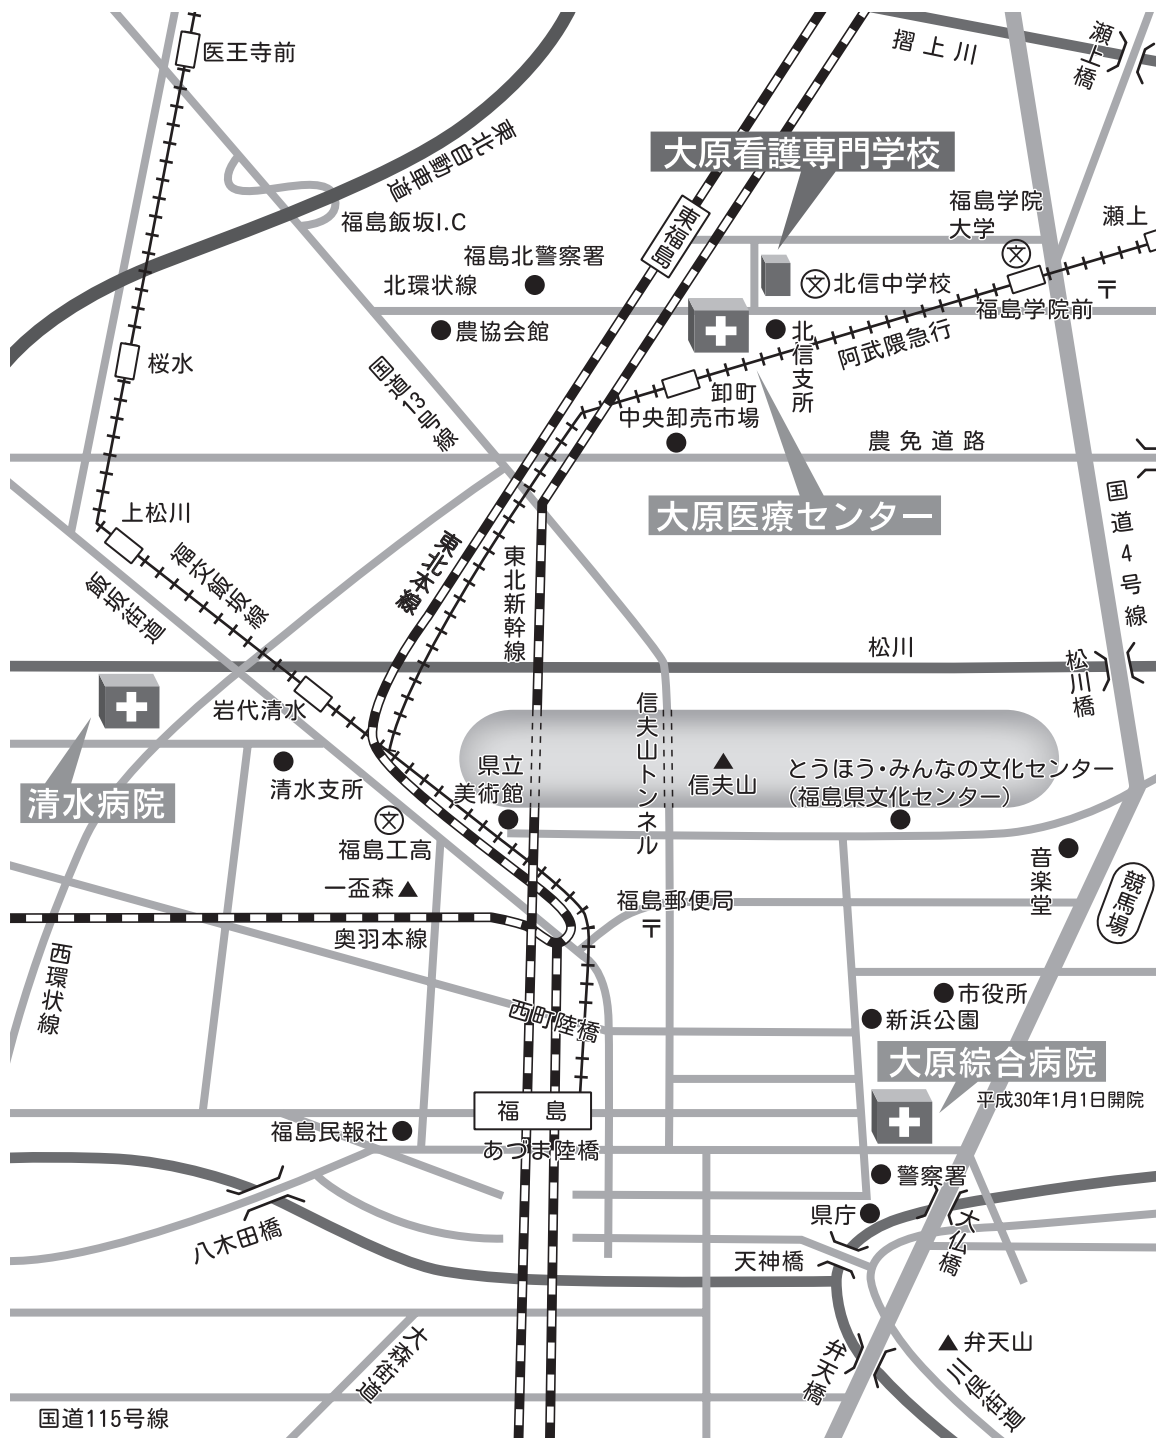 医王寺前
摺上川
瀬上橋
東北自動車道
大原看護専門学校
福島飯坂I.C
福島学院
大学
瀬上
東福島
福島北警察署
北環状線
北信中学校
〒
福島学院前
農協会館
北信支所
阿武隈急行
桜水
国道13号線
卸町
中央卸売市場
農免道路
大原医療センター
国道4号線
上松川
福交飯坂線
飯坂街道
東北本線
東北新幹線
松川
松川橋
岩代清水
信夫山トンネル
県立
美術館
信夫山
とうほう・みんなの文化センター
(福島県文化センター)
清水支所
清水病院
福島工高
音楽堂
競馬場
一盃森
福島郵便局
〒
奥羽本線
西環状線
市役所
新浜公園
西町陸橋
大原綜合病院
平成30年1月1日開院
福島
福島民報社
あづま陸橋
警察署
県庁
大仏橋
八木田橋
天神橋
弁天山
弁天橋
三俣街道
大森街道
国道115号線
文
文
文